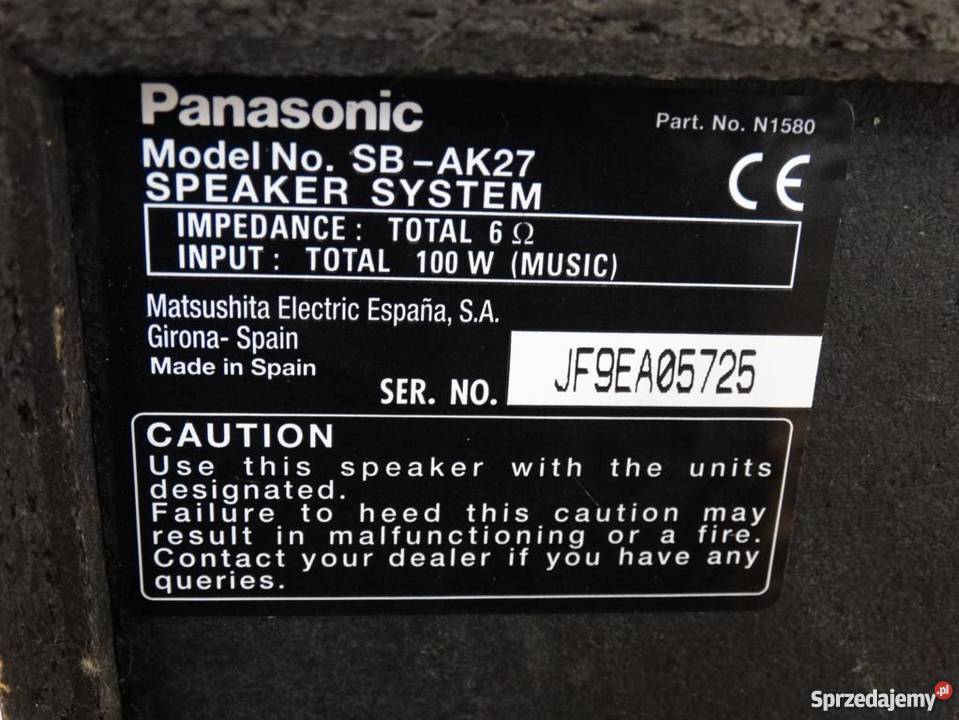 Panasonic
Part. No. N1580
Model No. SB-AK27
SPEAKER SYSTEM
CE
IMPEDANCE: TOTAL 6 Ω
INPUT: TOTAL 100 W (MUSIC)
Matsushita Electric España, S.A.
Girona- Spain
Made in Spain
SER. NO. JF9EA05725
CAUTION
Use this speaker with the units
designated.
Failure to heed this caution may
result in malfunctioning or a fire.
Contact your dealer if you have any
queries.
Sprzedajemy.pl